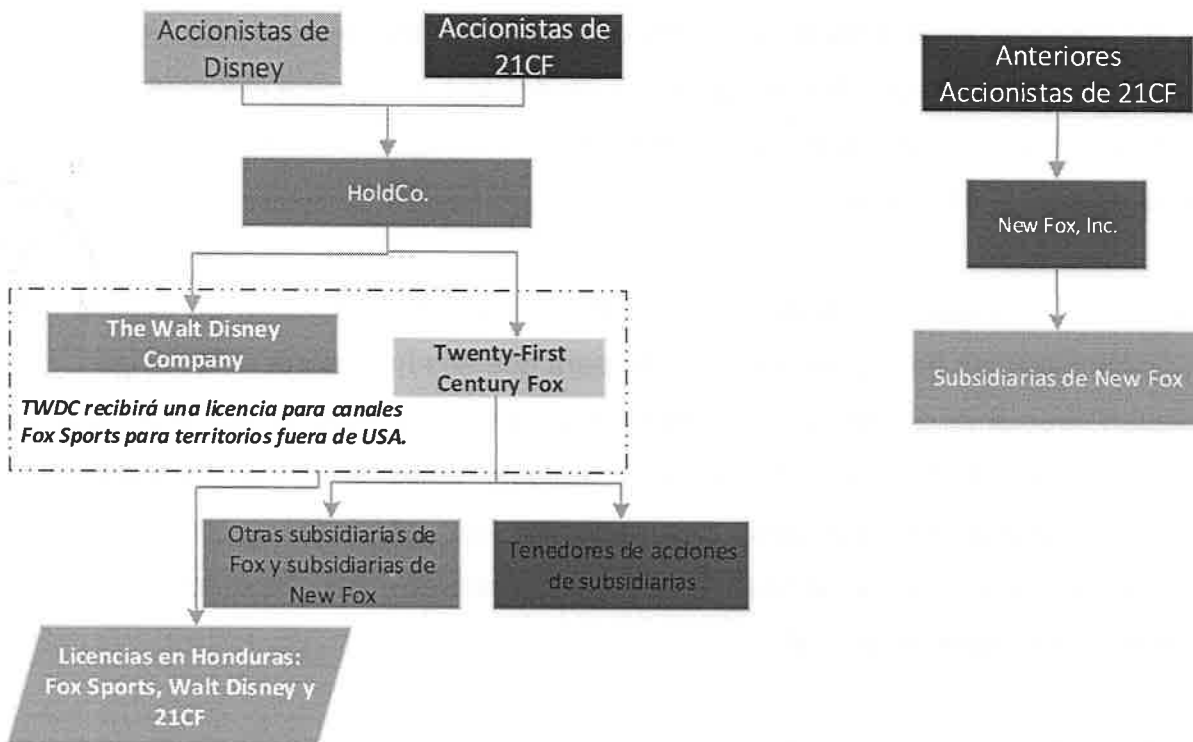 Accionistas de
Disney
Accionistas de
21CF
Anteriores
Accionistas de 21CF
HoldCo.
New Fox, Inc.
The Walt Disney
Company
Twenty-First
Century Fox
Subsidiarias de New Fox
TWDC recibirá una licencia para canales
Fox Sports para territorios fuera de USA.
Otras subsidiarias de
Fox y subsidiarias de
New Fox
Tenedores de acciones
de subsidiarias
Licencias en Honduras:
Fox Sports, Walt Disney y
21CF